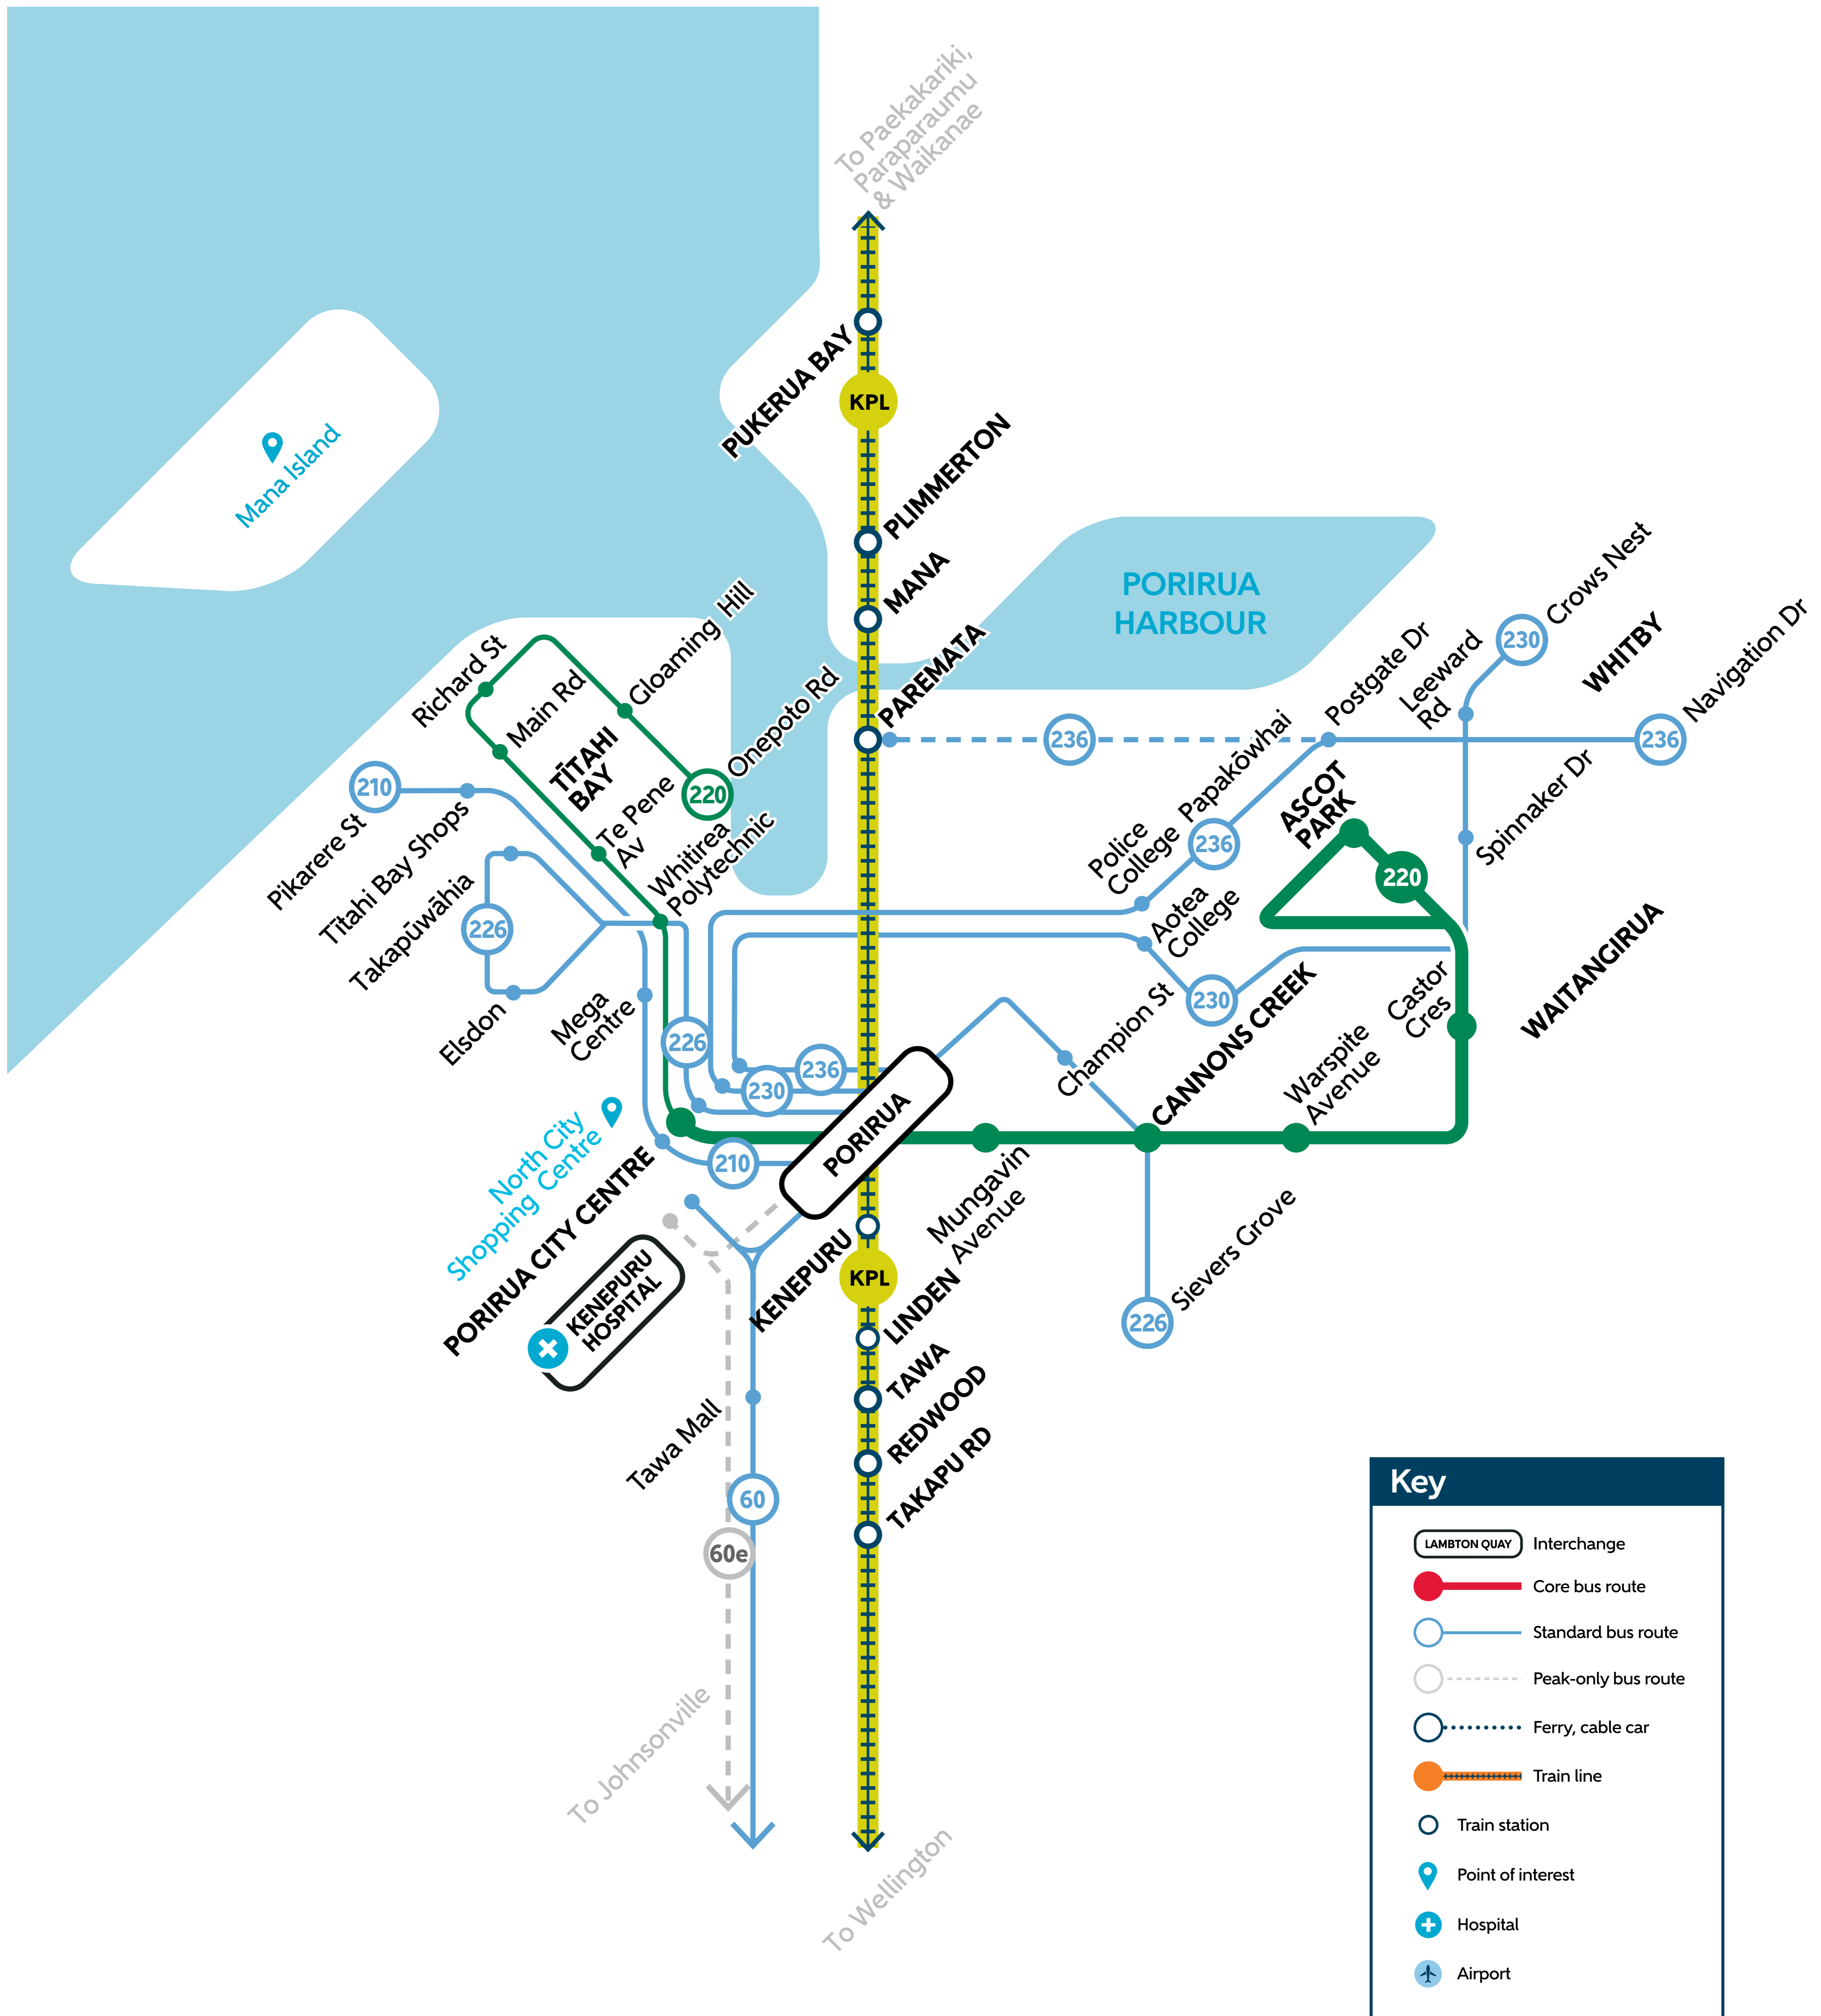 To Paekakariki,
Paraparaumu
& Waikanae
PUKERUA BAY
KPL
PLIMMERTON
MANA
PAREMATA
Mana Island
PORIRUA
HARBOUR
Richard St
Main Rd
Gloaming Hill
TĪTAHI
BAY
Onepoto Rd
220
Te Pene
Av
Whitirea
Polytechnic
210
Pikarere St
Tītahi Bay Shops
Takapūwāhia
226
Elsdon
Mega
Centre
236
Postgate Dr
Leeward
Rd
230
Crows Nest
WHITBY
Navigation Dr
236
Spinnaker Dr
Papakōwhai
236
Police
College
Aotea
College
230
ASCOT
PARK
220
WAITANGIRUA
Castor
Cres
Warspite
Avenue
CANNONS CREEK
Champion St
226
236
230
210
PORIRUA
North City
Shopping Centre
PORIRUA CITY CENTRE
KENEPURU
HOSPITAL
KENEPURU
KPL
Mungavin
Avenue
Sievers Grove
226
LINDEN
TAWA
REDWOOD
TAKAPU RD
Tawa Mall
60
60e
To Johnsonville
To Wellington
Key
LAMBTON QUAY
Interchange
Core bus route
Standard bus route
Peak-only bus route
Ferry, cable car
Train line
Train station
Point of interest
Hospital
Airport